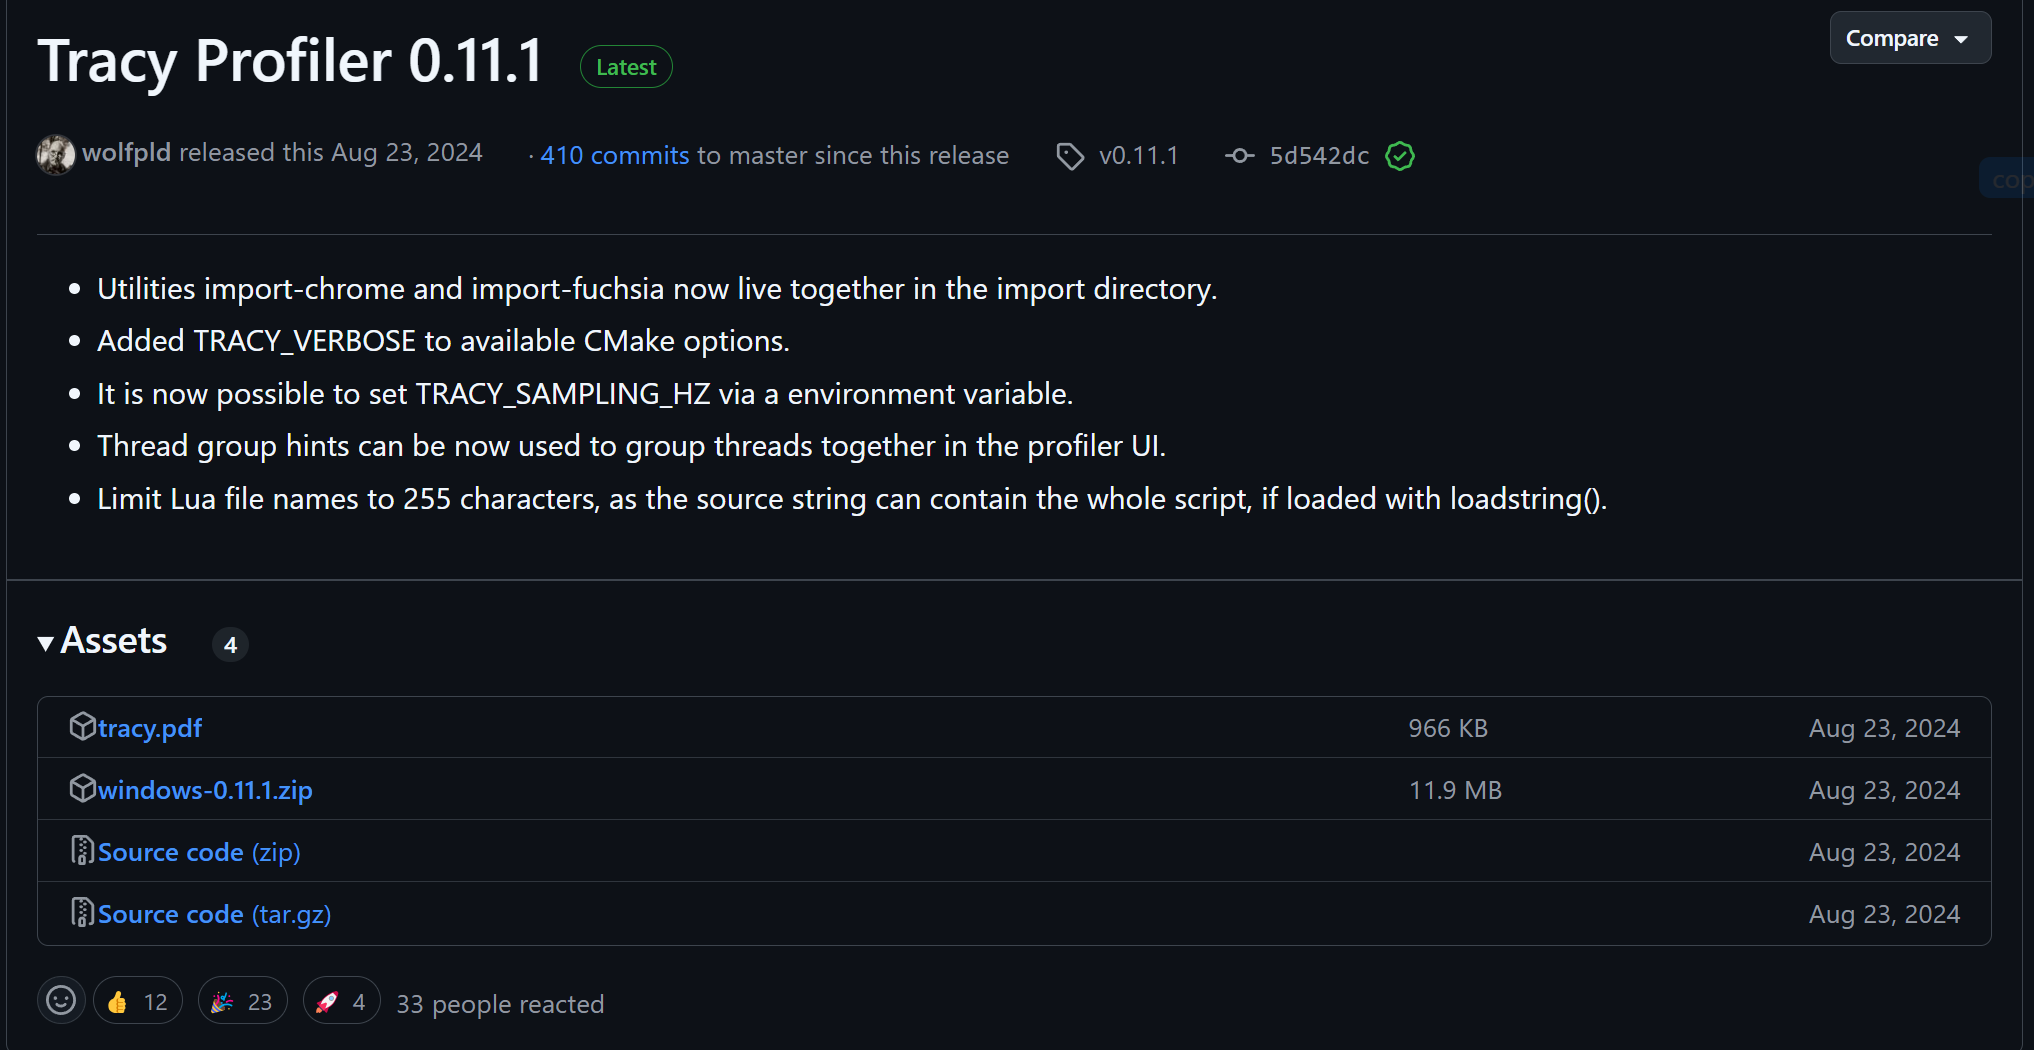 Tracy Profiler 0.11.1 Latest Compare
wolfpld released this Aug 23, 2024 · 410 commits to master since this release v0.11.1 5d542dc
cop
• Utilities import-chrome and import-fuchsia now live together in the import directory.
• Added TRACY_VERBOSE to available CMake options.
• It is now possible to set TRACY_SAMPLING_HZ via a environment variable.
• Thread group hints can be now used to group threads together in the profiler UI.
• Limit Lua file names to 255 characters, as the source string can contain the whole script, if loaded with loadstring().
Assets 4
tracy.pdf 966 KB Aug 23, 2024
windows-0.11.1.zip 11.9 MB Aug 23, 2024
Source code (zip) Aug 23, 2024
Source code (tar.gz) Aug 23, 2024
👍 12 🎉 23 🚀 4 33 people reacted